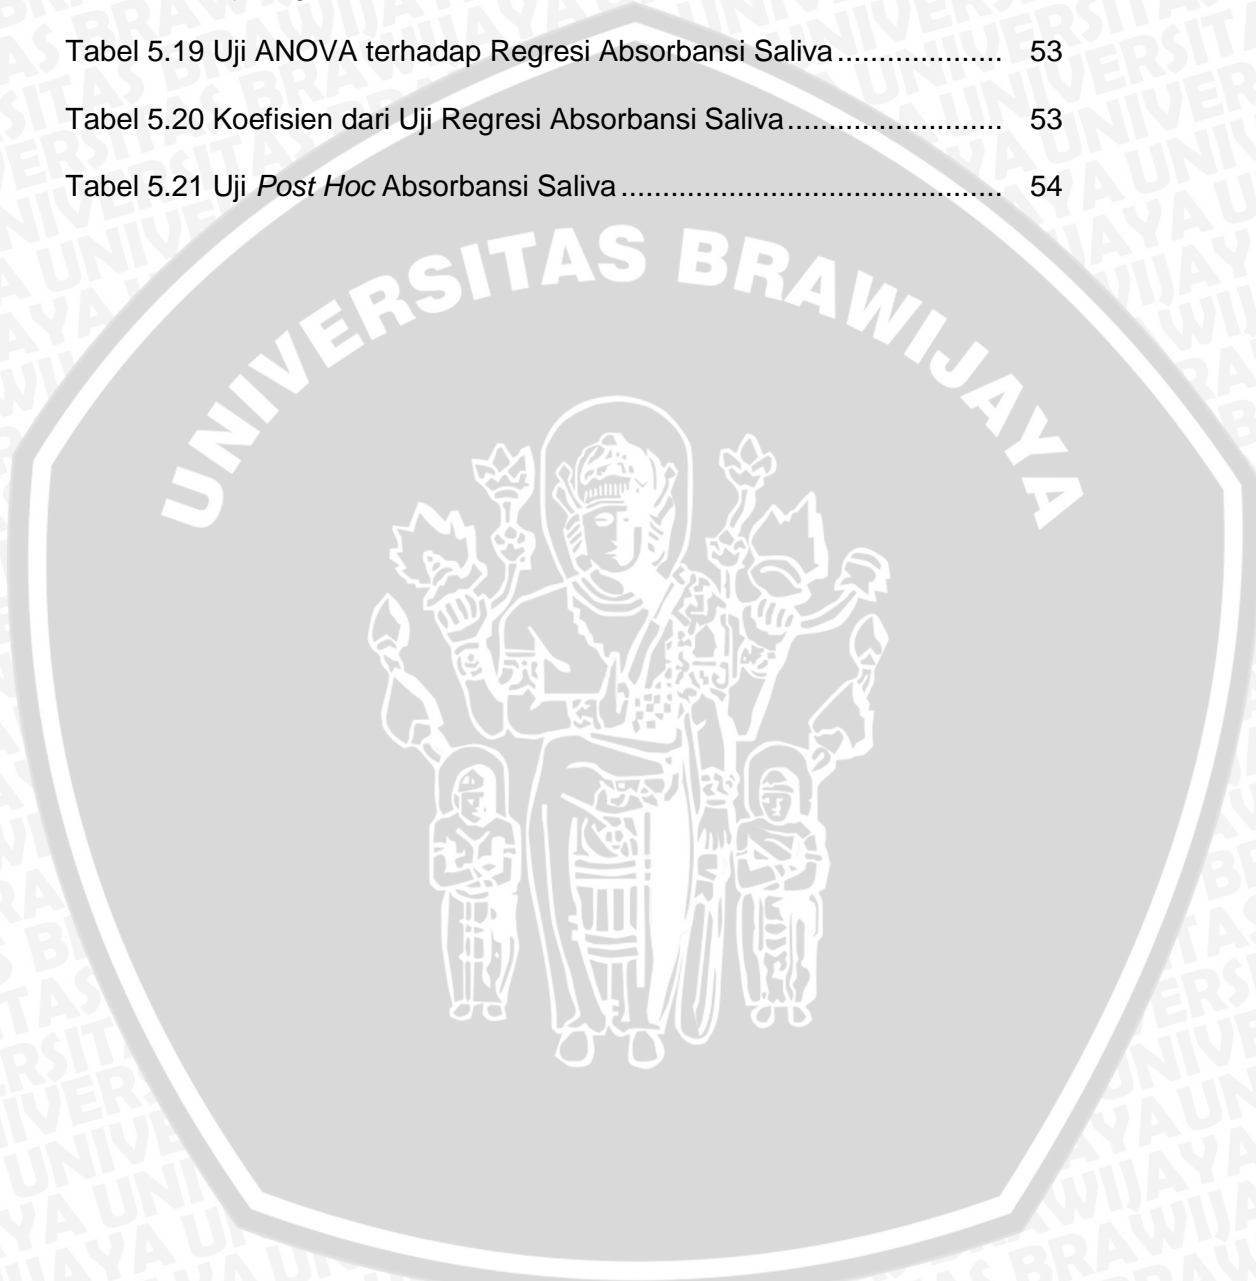 Tabel 5.19 Uji ANOVA terhadap Regresi Absorbansi Saliva .................... 53
Tabel 5.20 Koefisien dari Uji Regresi Absorbansi Saliva .......................... 53
Tabel 5.21 Uji Post Hoc Absorbansi Saliva .............................................. 54
UNIVERSITAS BRAWIJAYA